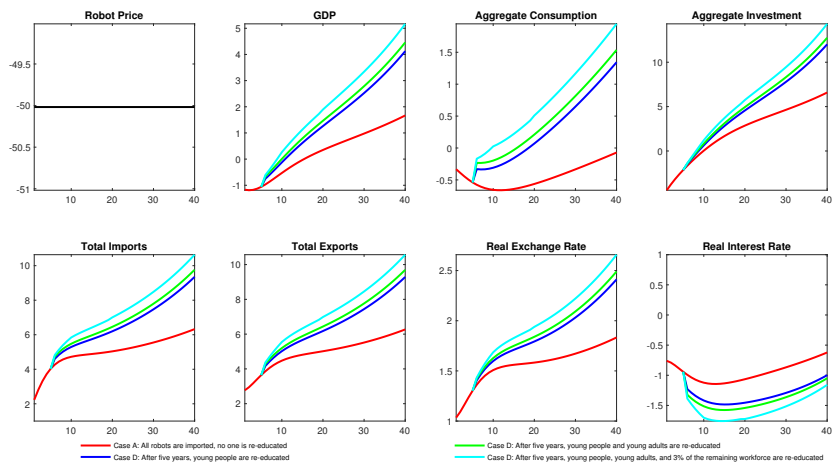 Robot Price
GDP
Aggregate Consumption
Aggregate Investment
-49.5
-50
-50.5
-51
10 20 30 40
5
4
3
2
1
0
-1
10 20 30 40
1.5
1
0.5
0
-0.5
10 20 30 40
10
5
0
10 20 30 40
Total Imports
Total Exports
Real Exchange Rate
Real Interest Rate
10
8
6
4
2
10 20 30 40
10
8
6
4
2
10 20 30 40
2.5
2
1.5
1
10 20 30 40
1
0.5
0
-0.5
-1
-1.5
10 20 30 40
Case A: All robots are imported, no one is re-educated
Case D: After five years, young people are re-educated
Case D: After five years, young people and young adults are re-educated
Case D: After five years, young people, young adults, and 3% of the remaining workforce are re-educated